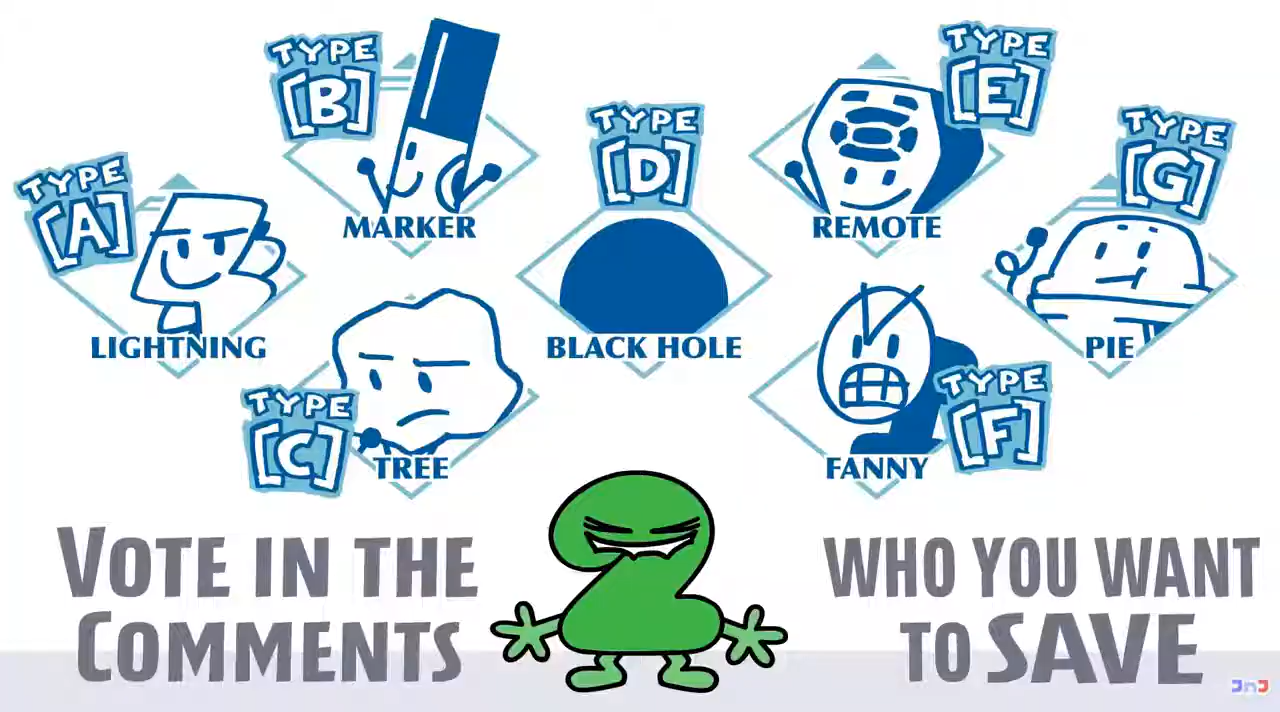 TYPE
[A]
LIGHTNING
TYPE
[B]
MARKER
TYPE
[C]
TREE
TYPE
[D]
BLACK HOLE
TYPE
[E]
REMOTE
TYPE
[F]
FANNY
TYPE
[G]
PIE
VOTE IN THE
COMMENTS
WHO YOU WANT
TO SAVE
JnJ